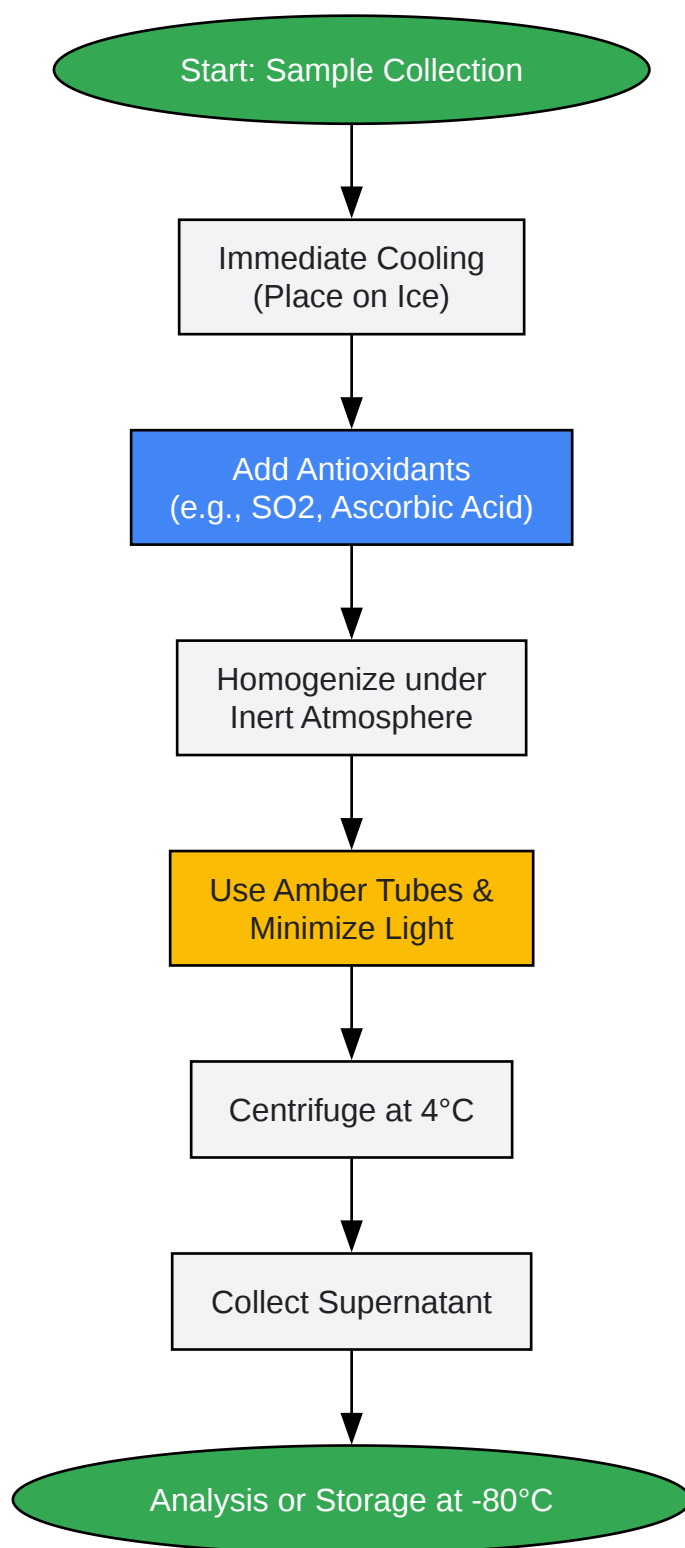 Start: Sample Collection
Immediate Cooling
(Place on Ice)
Add Antioxidants
(e.g., SO2, Ascorbic Acid)
Homogenize under
Inert Atmosphere
Use Amber Tubes &
Minimize Light
Centrifuge at 4°C
Collect Supernatant
Analysis or Storage at -80°C